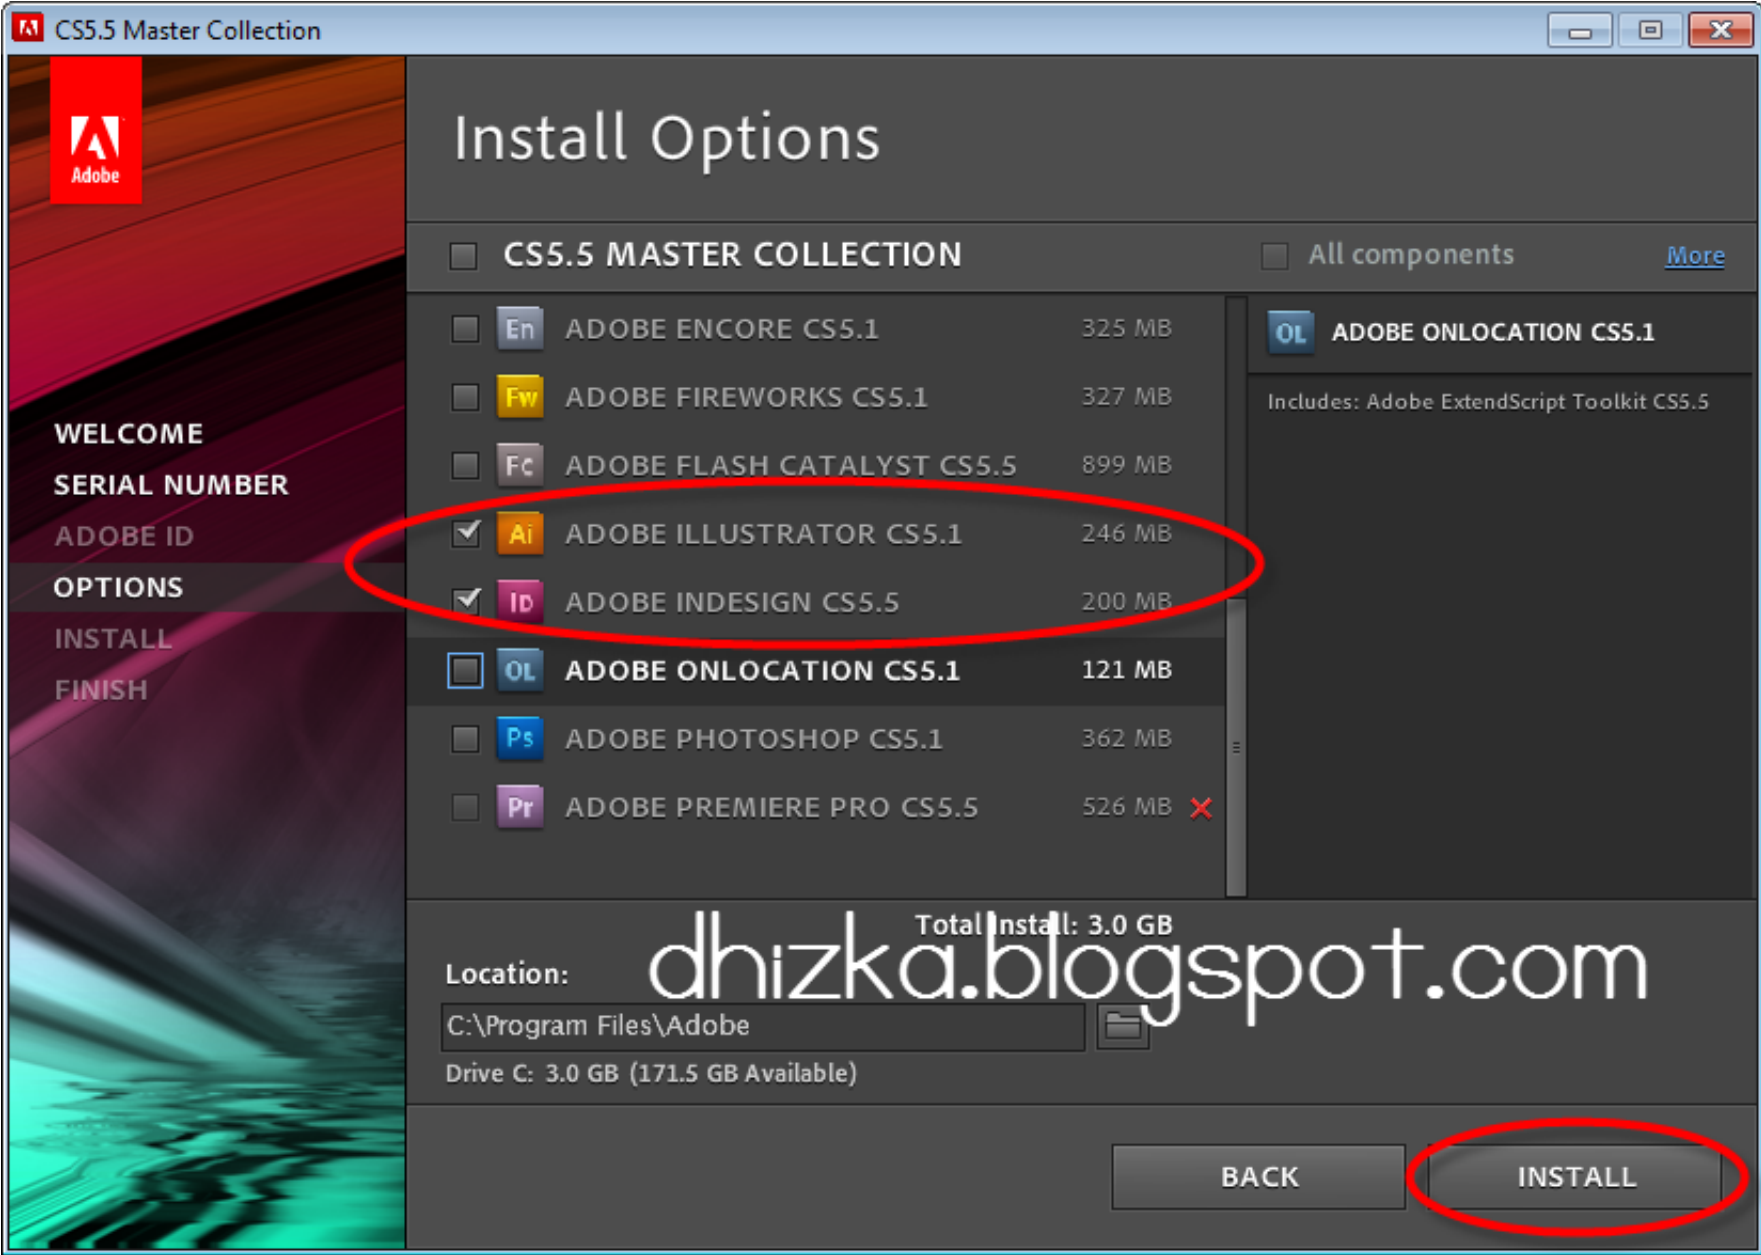 CS5.5 Master Collection
Adobe
Install Options
CS5.5 MASTER COLLECTION
All components
More
En ADOBE ENCORE CS5.1 325 MB
Fw ADOBE FIREWORKS CS5.1 327 MB
Fc ADOBE FLASH CATALYST CS5.5 899 MB
Ai ADOBE ILLUSTRATOR CS5.1 246 MB
ID ADOBE INDESIGN CS5.5 200 MB
OL ADOBE ONLOCATION CS5.1 121 MB
Ps ADOBE PHOTOSHOP CS5.1 362 MB
Pr ADOBE PREMIERE PRO CS5.5 526 MB
OL ADOBE ONLOCATION CS5.1
Includes: Adobe ExtendScript Toolkit CS5.5
WELCOME
SERIAL NUMBER
ADOBE ID
OPTIONS
INSTALL
FINISH
Total Install: 3.0 GB
dhizka.blogspot.com
Location:
C:\Program Files\Adobe
Drive C: 3.0 GB (171.5 GB Available)
BACK
INSTALL